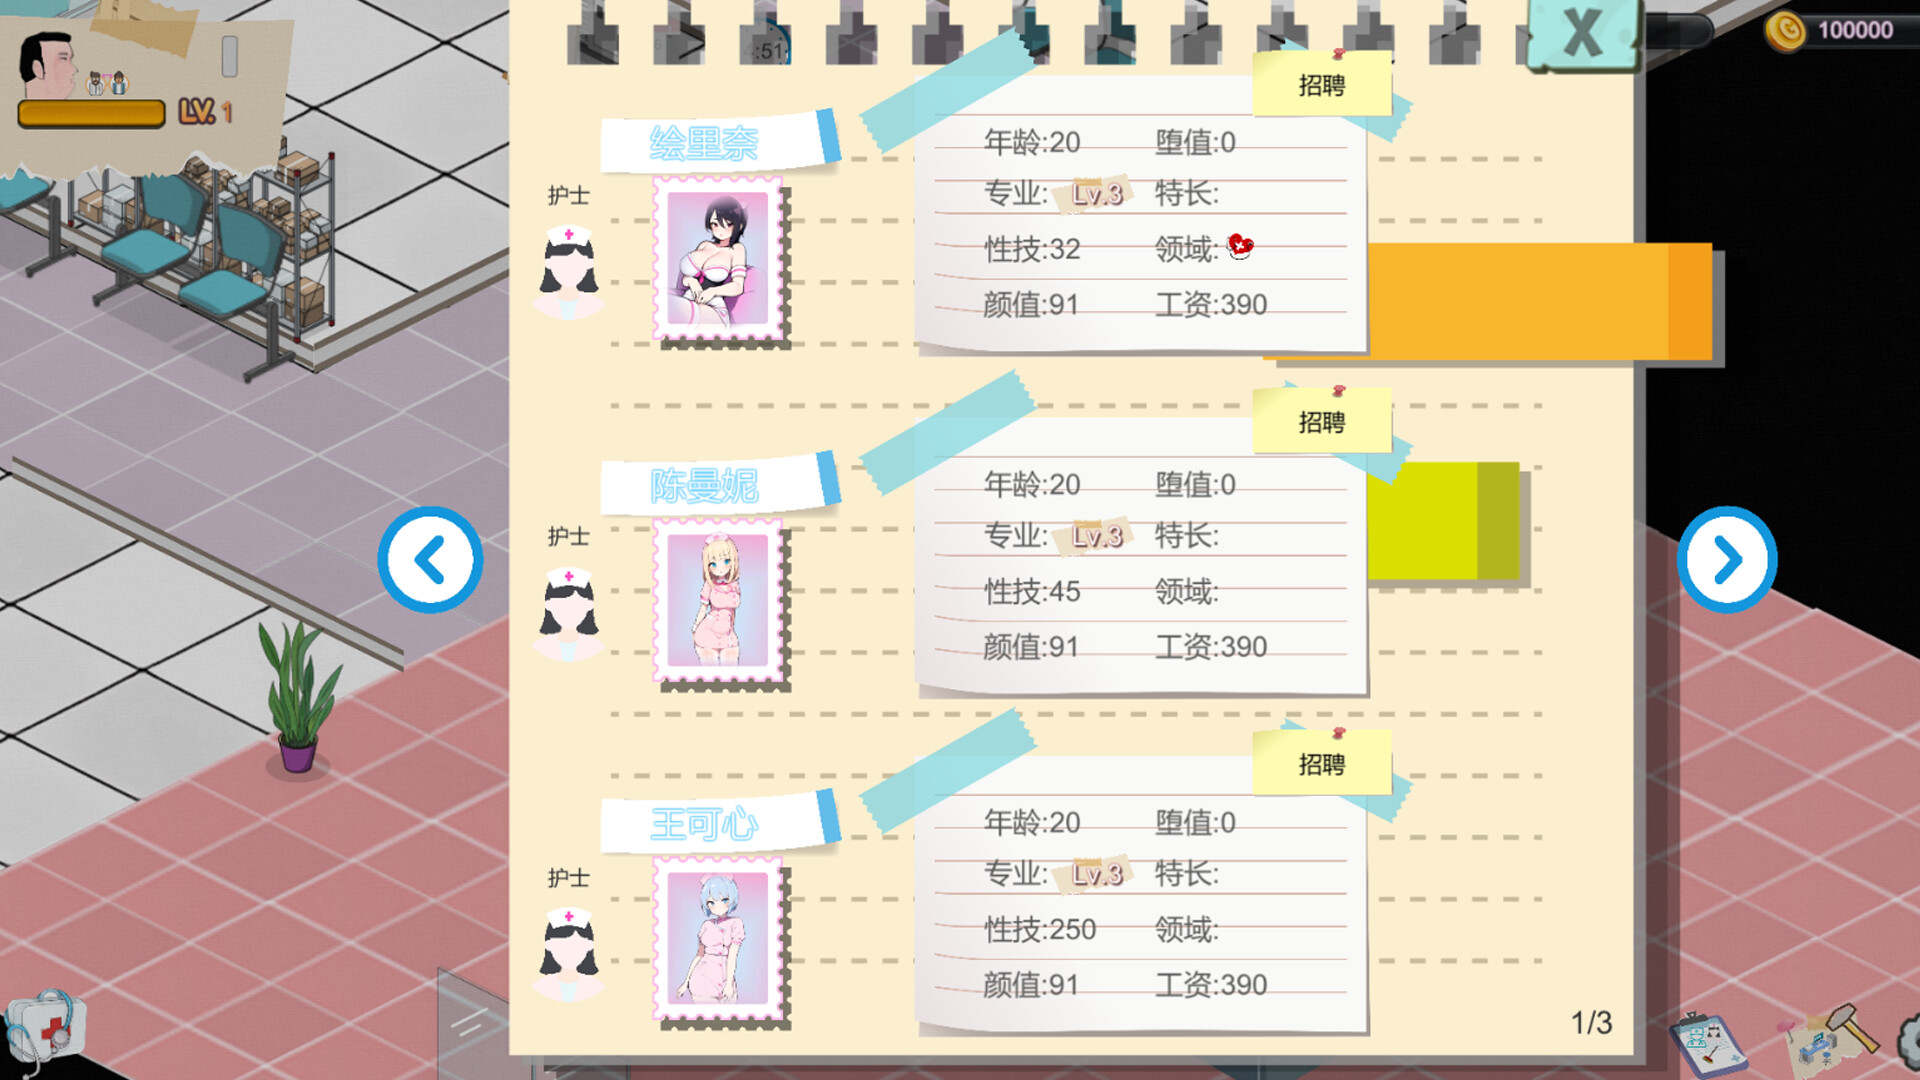 LV. 1
:51
X
100000
绘里奈
护士
招聘
年龄:20 堕值:0
专业: Lv.3 特长:
性技:32 领域:
颜值:91 工资:390
陈曼妮
护士
招聘
年龄:20 堕值:0
专业: Lv.3 特长:
性技:45 领域:
颜值:91 工资:390
王可心
护士
招聘
年龄:20 堕值:0
专业: Lv.3 特长:
性技:250 领域:
颜值:91 工资:390
1/3